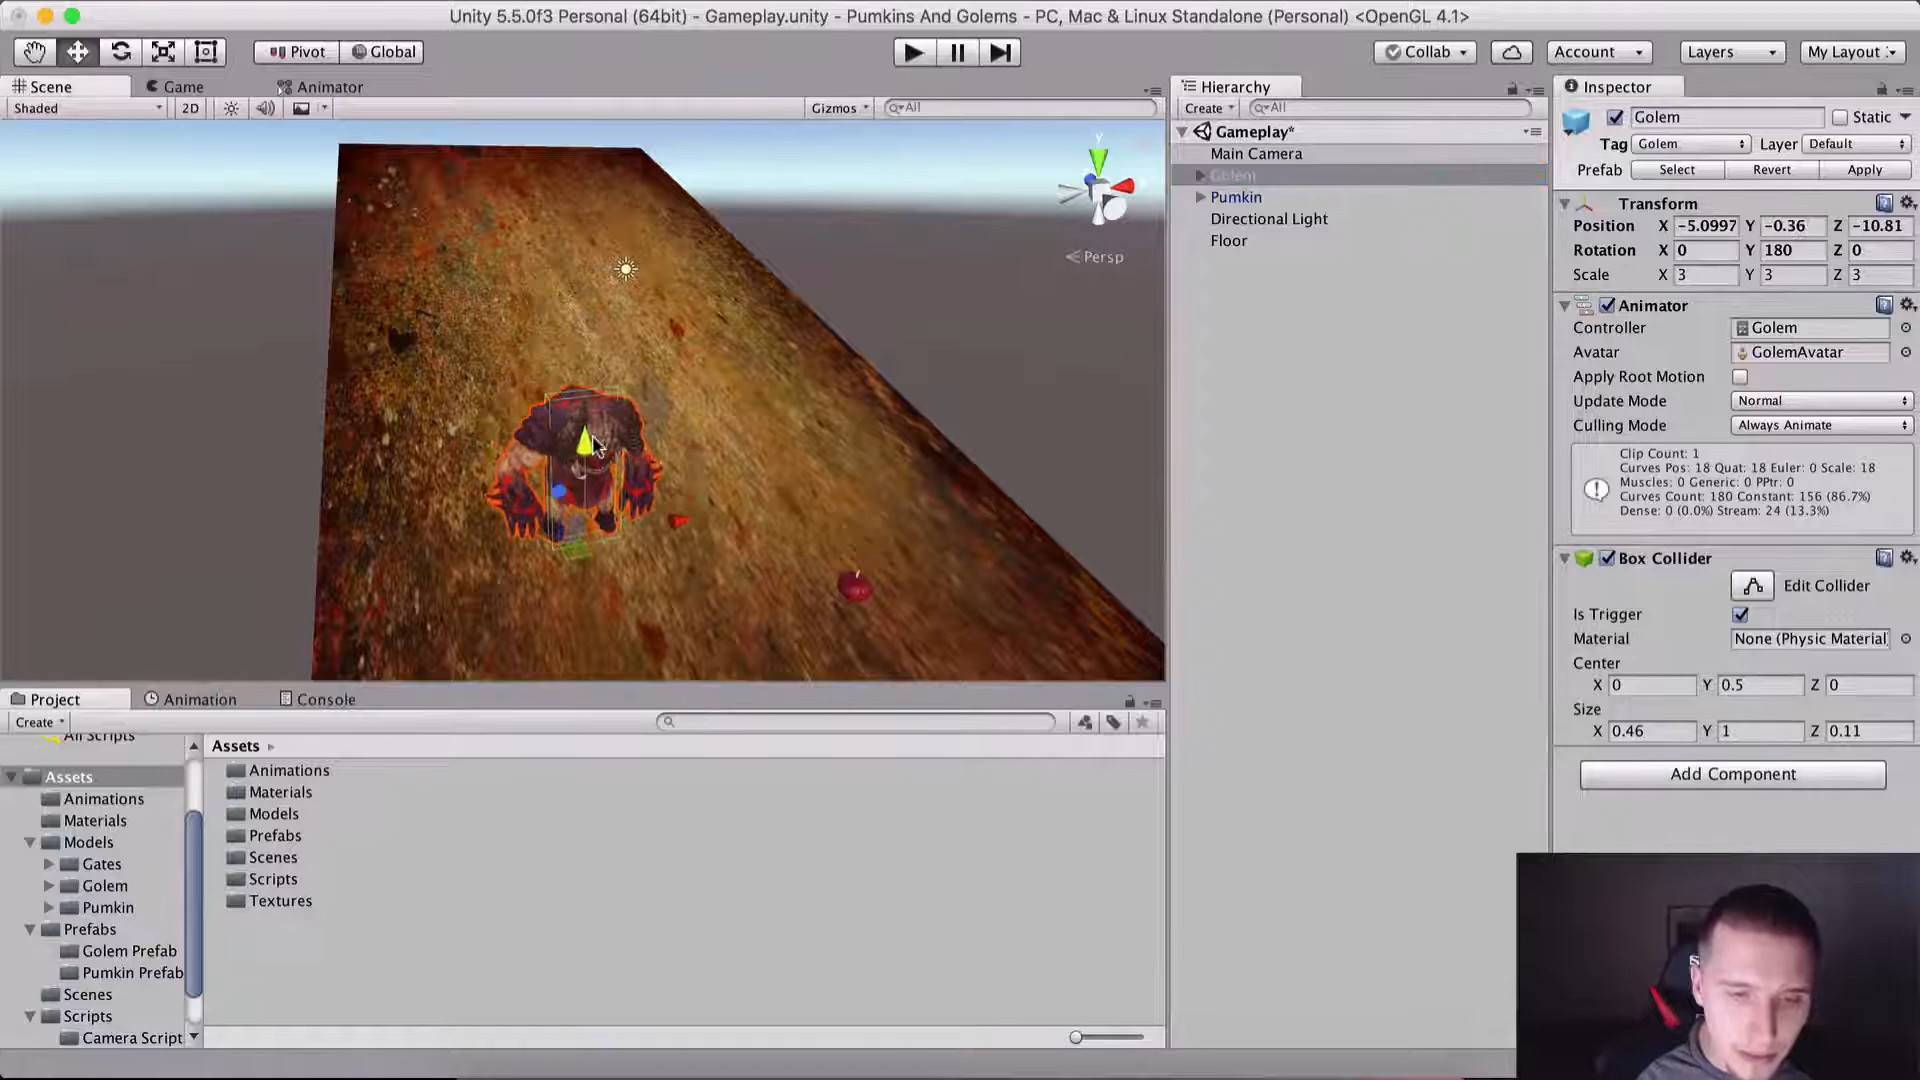 Unity 5.5.0f3 Personal (64bit) - Gameplay.unity - Pumkins And Golems - PC, Mac & Linux Standalone (Personal) <OpenGL 4.1>
Pivot Global Collab Account Layers My Layout
Scene Game Animator
Shaded 2D Gizmos All
Y
Persp
Hierarchy
Create All
Gameplay*
Main Camera
Golem
Pumkin
Directional Light
Floor
Inspector
Golem Static
Tag Golem Layer Default
Prefab Select Revert Apply
Transform
Position X -5.0997 Y -0.36 Z -10.81
Rotation X 0 Y 180 Z 0
Scale X 3 Y 3 Z 3
Animator
Controller Golem
Avatar GolemAvatar
Apply Root Motion
Update Mode Normal
Culling Mode Always Animate
Clip Count: 1
Curves Pos: 18 Quat: 18 Euler: 0 Scale: 18
Muscles: 0 Generic: 0 PPtr: 0
Curves Count: 180 Constant: 156 (86.7%)
Dense: 0 (0.0%) Stream: 24 (13.3%)
Box Collider
Edit Collider
Is Trigger
Material None (Physic Material
Center
X 0 Y 0.5 Z 0
Size
X 0.46 Y 1 Z 0.11
Add Component
Project Animation Console
Create
All Scripts
Assets
Animations
Materials
Models
Gates
Golem
Pumkin
Prefabs
Golem Prefab
Pumkin Prefab
Scenes
Scripts
Camera Script
Assets
Animations
Materials
Models
Prefabs
Scenes
Scripts
Textures